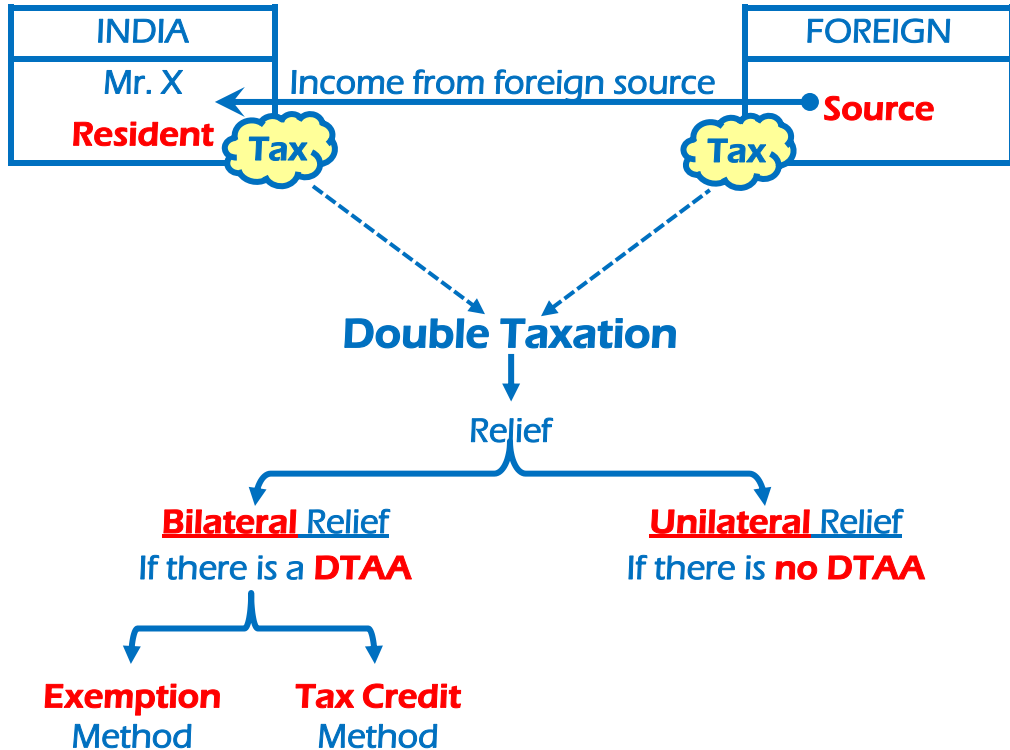 INDIA
FOREIGN
Mr. X
Income from foreign source
Source
Resident
Tax
Tax
Double Taxation
Relief
Bilateral Relief
Unilateral Relief
If there is a DTAA
If there is no DTAA
Exemption
Tax Credit
Method
Method